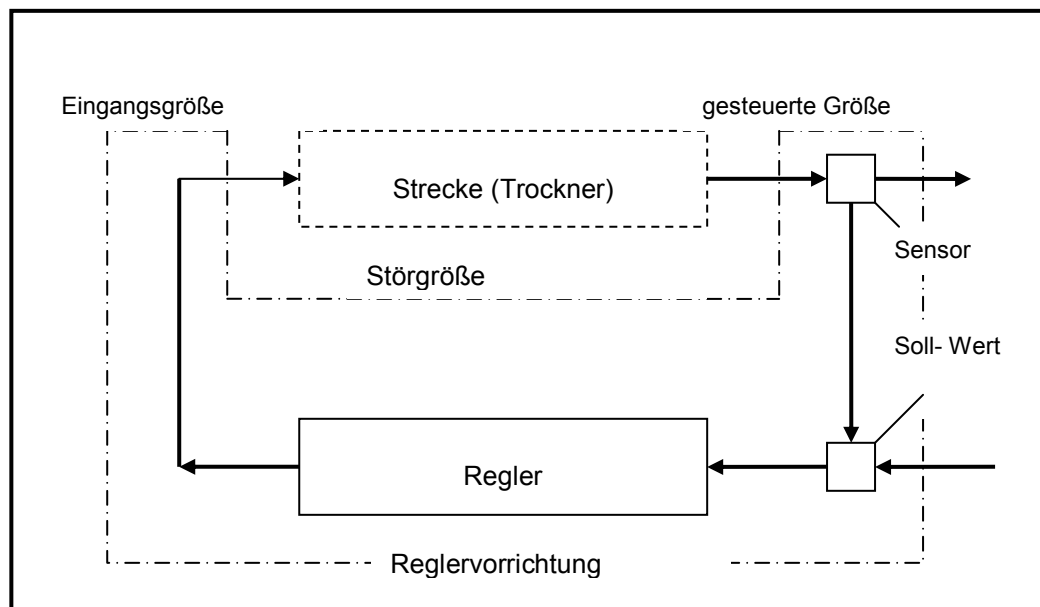 Eingangsgröße
gesteuerte Größe
Strecke (Trockner)
Sensor
Störgröße
Soll- Wert
Regler
Reglervorrichtung